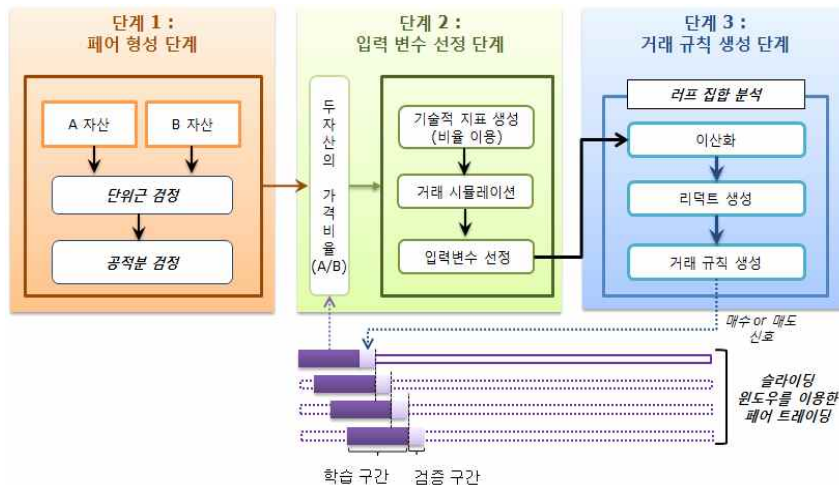 단계 1 :
페어 형성 단계
A 자산
B 자산
단위근 검정
공적분 검정
단계 2 :
입력 변수 선정 단계
두
자
산
의
가
격
비
율
(A/B)
기술적 지표 생성
(비율 이용)
거래 시뮬레이션
입력변수 선정
단계 3 :
거래 규칙 생성 단계
러프 집합 분석
이산화
리덕트 생성
거래 규칙 생성
매수 or 매도
신호
슬라이딩
윈도우를 이용한
페어 트레이딩
학습 구간
검증 구간